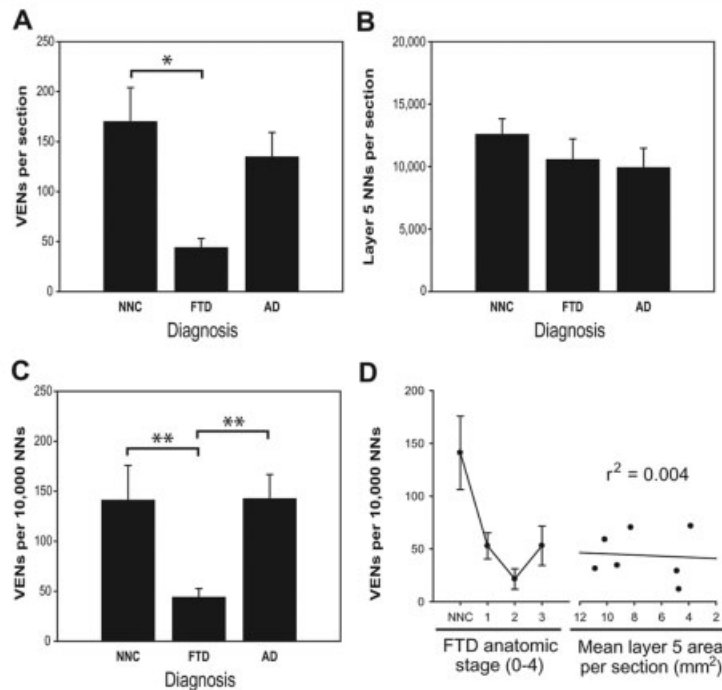 A
250
200
150
100
50
0
VENs per section
*
NNC FTD AD
Diagnosis
B
20,000
15,000
10,000
5,000
0
Layer 5 NNs per section
NNC FTD AD
Diagnosis
C
250
200
150
100
50
0
VENs per 10,000 NNs
** **
NNC FTD AD
Diagnosis
D
200
150
100
50
0
VENs per 10,000 NNs
r² = 0.004
NNC 1 2 3
FTD anatomic
stage (0-4)
12 10 8 6 4 2
Mean layer 5 area
per section (mm²)